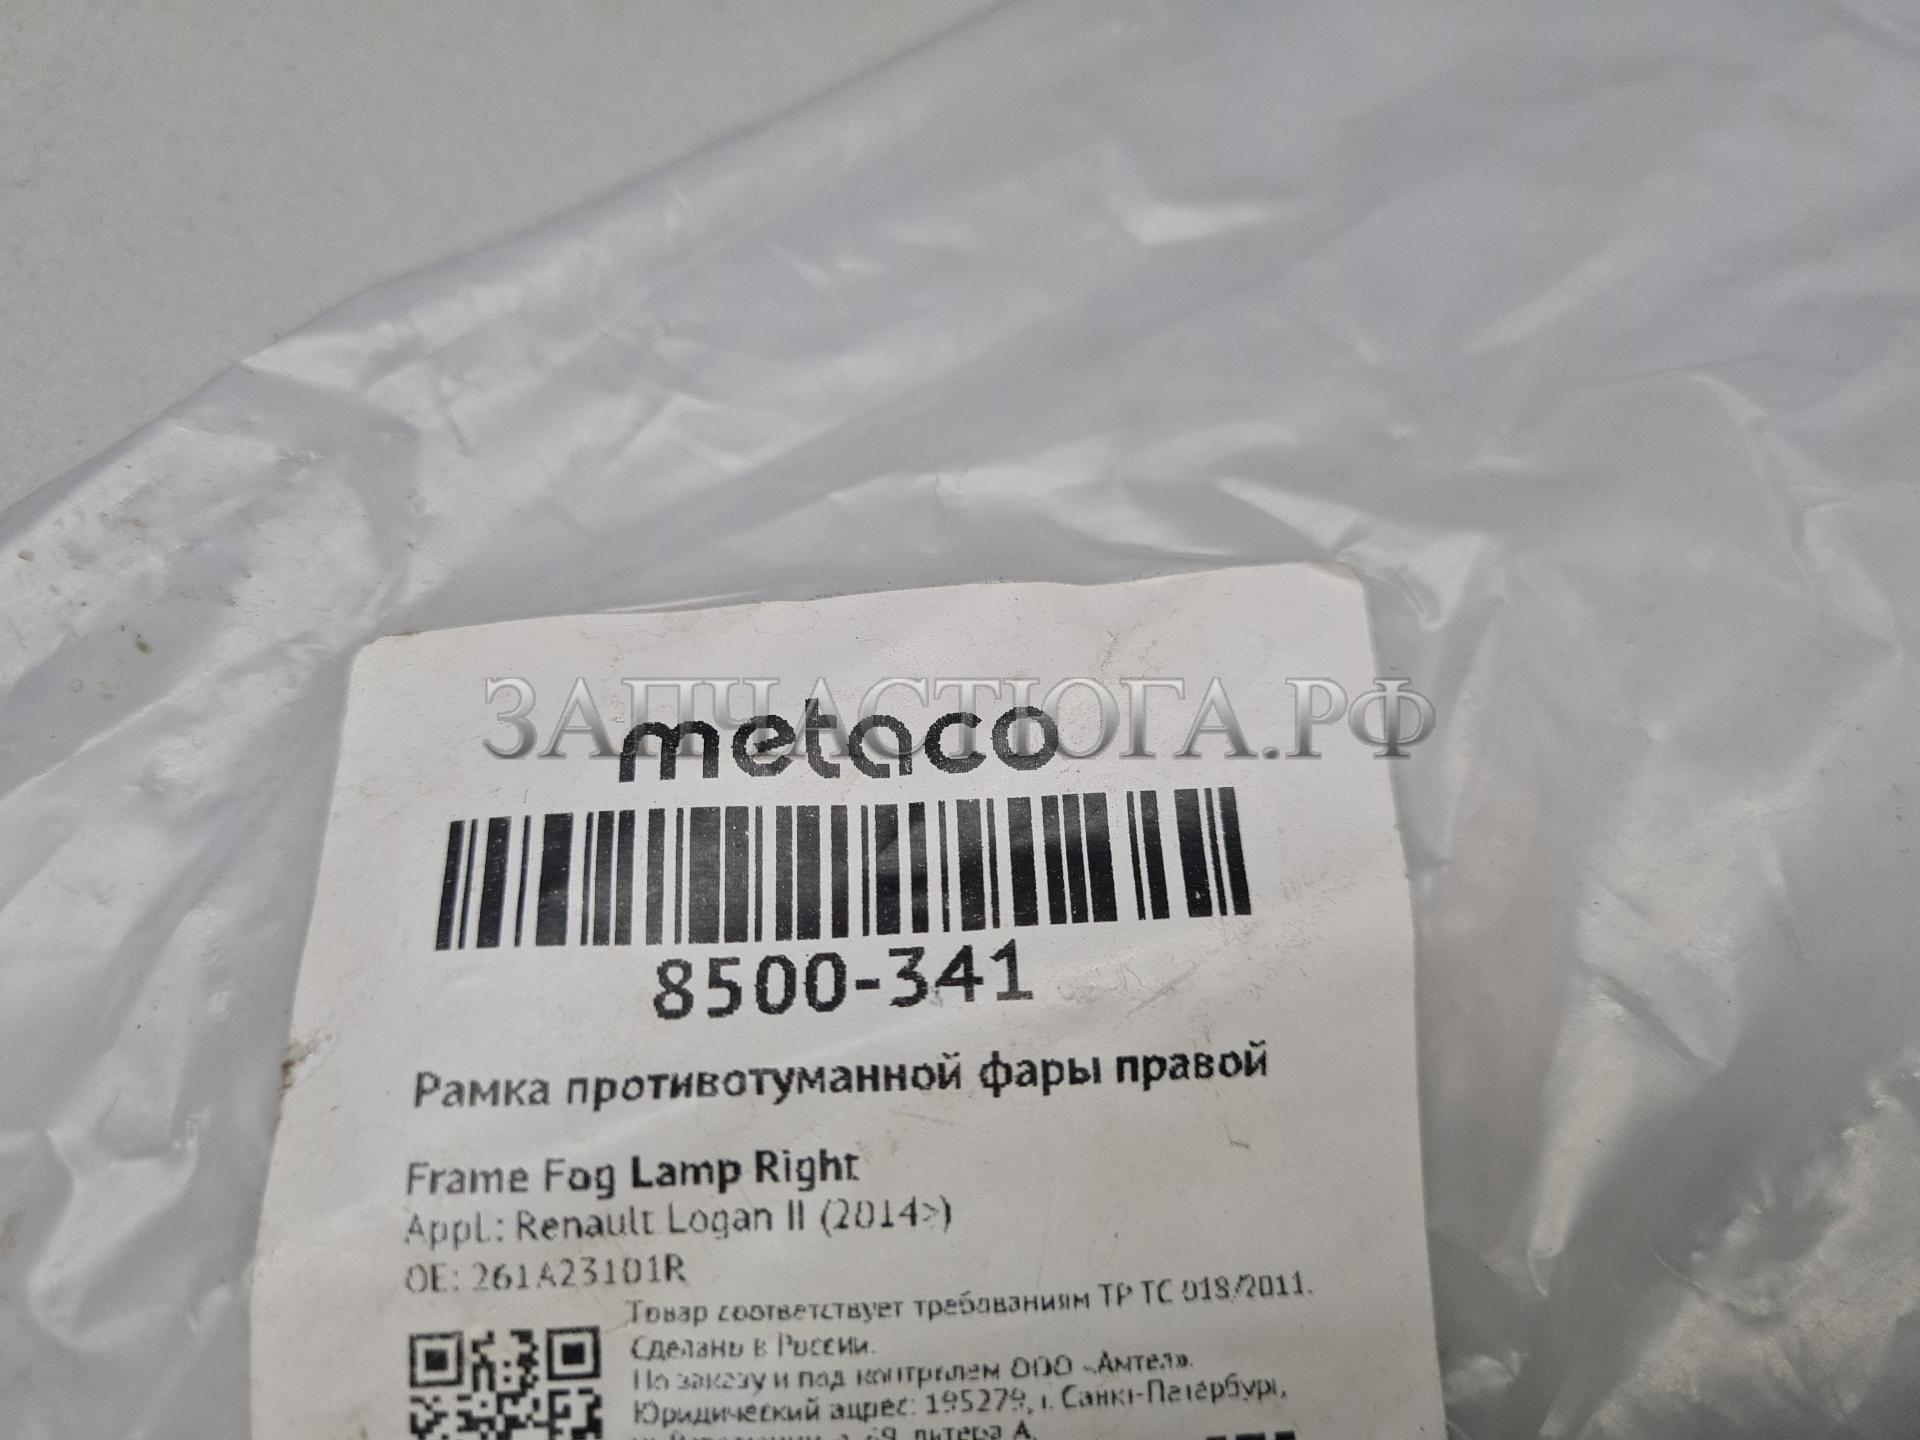 ЗАПЧАСТЮГА.РФ
metaco
8500-341
Рамка противотуманной фары правой
Frame Fog Lamp Right
Appl.: Renault Logan II (2014>)
OE: 261A23101R
Товар соответствует требованиям ТР ТС 018/2011.
Сделано в России.
По заказу и под контролем ООО «Амтел».
Юридический адрес: 195279, г. Санкт-Петербург,
литера А.